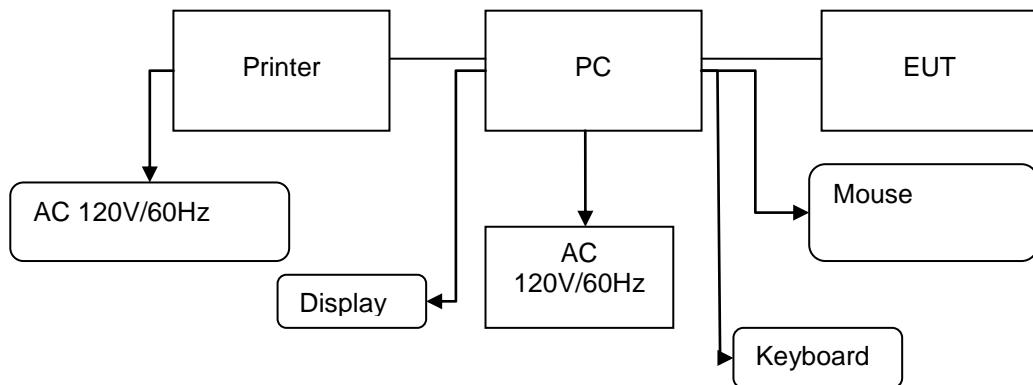 Printer
PC
EUT
AC 120V/60Hz
Mouse
AC
120V/60Hz
Display
Keyboard